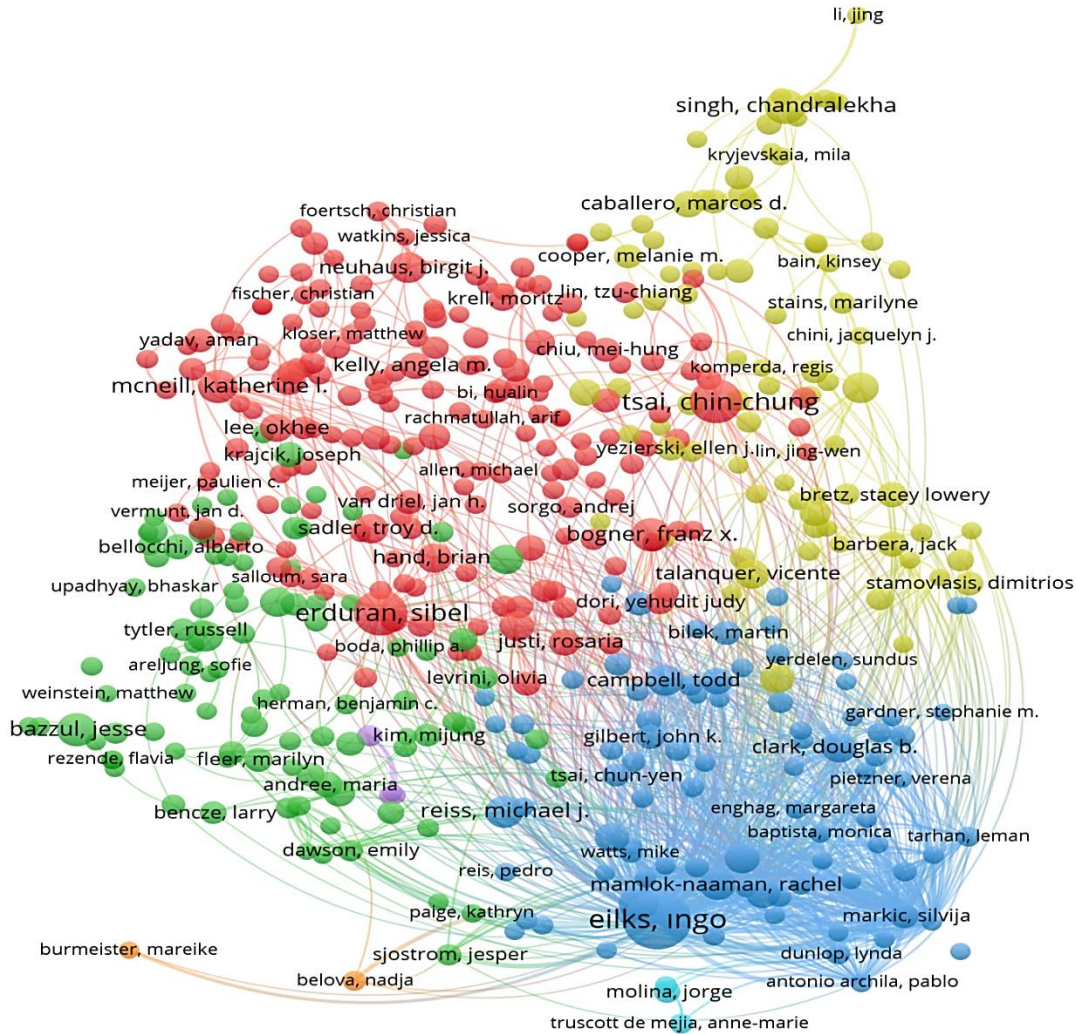 li, jing
singh, chandralekha
kryjevskaia, mila
caballero, marcos d.
foertsch, christian
watkins, jessica
cooper, melanie m.
bain, kinsey
neuhaus, birgit j.
fischer, christian
krell, moritz
lin, tzu-chiang
stains, marilyne
kloser, matthew
chini, jacquelyn j.
yadav, aman
kelly, angela m.
chiu, mei-hung
komperda, regis
mcneill, katherine l.
bi, hualin
tsai, chin-chung
rachmatullah, arif
lee, okhee
krajcik, joseph
yezierski, ellen j.
lin, jing-wen
allen, michael
meijer, paulien c.
van driel, jan h.
sorgo, andrej
bretz, stacey lowery
vermunt, jan d.
sadler, troy d.
bogner, franz x.
barbera, jack
bellocchi, alberto
hand, brian
talanquer, vicente
stamovlasis, dimitrios
upadhyay, bhaskar
salloum, sara
dori, yehudit judy
erduran, sibel
tytler, russell
boda, phillip a.
justi, rosaria
bilek, martin
areljung, sofie
levrini, olivia
campbell, todd
yerdelen, sundus
weinstein, matthew
herman, benjamin c.
gardner, stephanie m.
bazzul, jesse
kim, mijung
gilbert, john k.
clark, douglas b.
rezende, flavia
fleer, marilyn
tsai, chun-yen
pietzner, verena
andree, maria
bencze, larry
reiss, michael j.
enghag, margareta
baptista, monica
tarhan, leman
dawson, emily
watts, mike
reis, pedro
mamlok-naaman, rachel
paige, kathryn
eilks, ıngo
markic, silvija
burmeister, mareike
sjostrom, jesper
dunlop, lynda
belova, nadja
antonio archila, pablo
molina, jorge
truscott de mejia, anne-marie